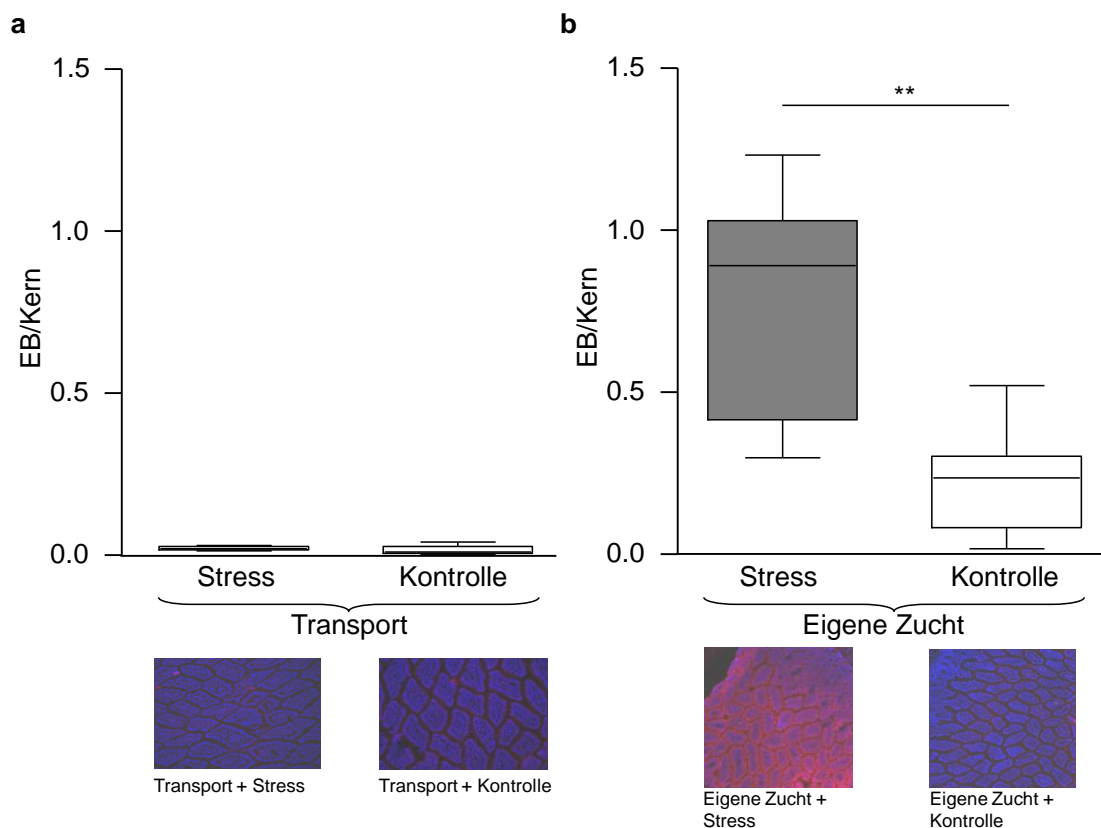 a
1.5
1.0
0.5
0.0
EB/Kern
Stress
Kontrolle
Transport
Transport + Stress
Transport + Kontrolle
b
1.5
**
1.0
0.5
0.0
EB/Kern
Stress
Kontrolle
Eigene Zucht
Eigene Zucht +
Stress
Eigene Zucht +
Kontrolle